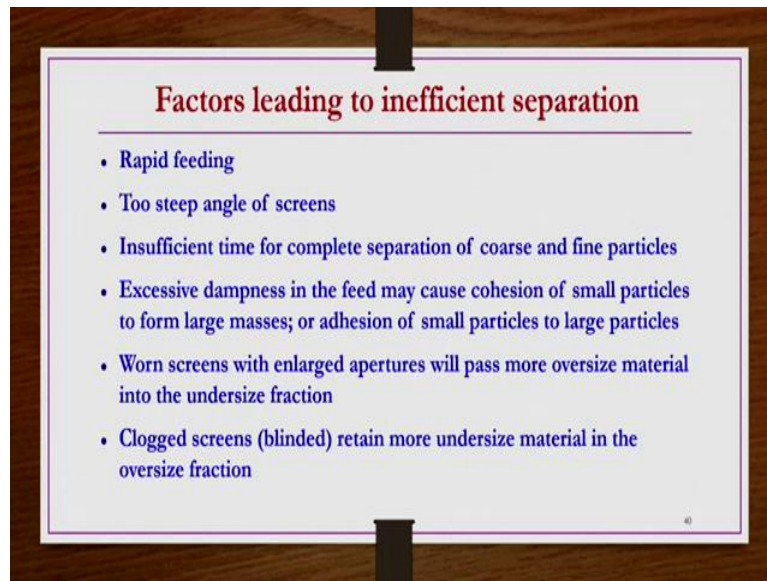 Factors leading to inefficient separation
• Rapid feeding
• Too steep angle of screens
• Insufficient time for complete separation of coarse and fine particles
• Excessive dampness in the feed may cause cohesion of small particles
to form large masses; or adhesion of small particles to large particles
• Worn screens with enlarged apertures will pass more oversize material
into the undersize fraction
• Clogged screens (blinded) retain more undersize material in the
oversize fraction
40